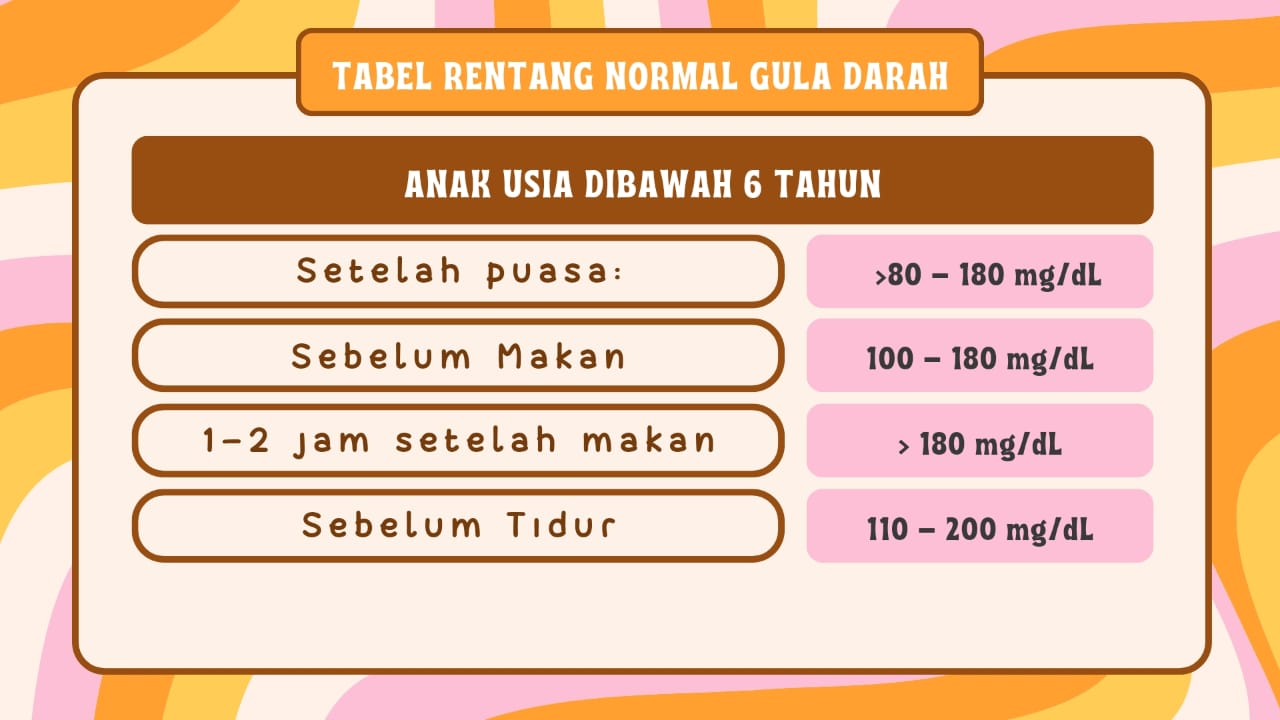 TABEL RENTANG NORMAL GULA DARAH
ANAK USIA DIBAWAH 6 TAHUN
Setelah puasa:
>80 – 180 mg/dL
Sebelum Makan
100 – 180 mg/dL
1-2 jam setelah makan
> 180 mg/dL
Sebelum Tidur
110 – 200 mg/dL